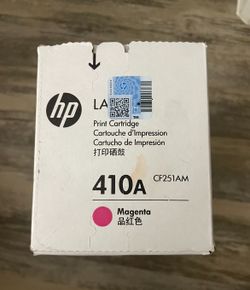 hp
LA
Print Cartridge
Cartouche d'Impression
Cartucho de Impresión
打印硒鼓
410A
CF251AM
Magenta
品红色